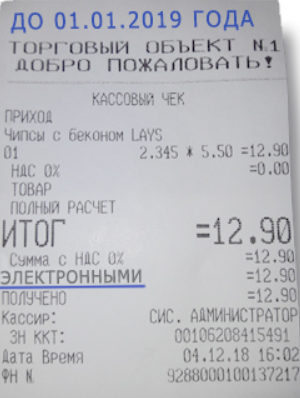 ДО 01.01.2019 ГОДА
ТОРГОВЫЙ ОБЪЕКТ №1
ДОБРО ПОЖАЛОВАТЬ!
КАССОВЫЙ ЧЕК
ПРИХОД
Чипсы с беконом LAYS
01 2.345 * 5.50 =12.90
НДС 0% =0.00
ТОВАР
ПОЛНЫЙ РАСЧЕТ
ИТОГ =12.90
Сумма с НДС 0% =12.90
ЭЛЕКТРОННЫМИ =12.90
ПОЛУЧЕНО =12.90
Кассир: СИС. АДМИНИСТРАТОР
ЗН ККТ: 00106208415491
Дата Время 04.12.18 16:02
ФН № 9288000100137217